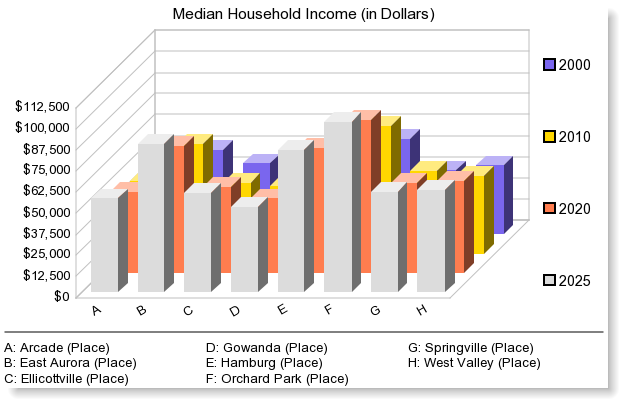 Median Household Income (in Dollars)
$112,500
$100,000
$87,500
$75,000
$62,500
$50,000
$37,500
$25,000
$12,500
$0
A B C D E F G H
2000
2010
2020
2025
A: Arcade (Place) D: Gowanda (Place) G: Springville (Place)
B: East Aurora (Place) E: Hamburg (Place) H: West Valley (Place)
C: Ellicottville (Place) F: Orchard Park (Place)